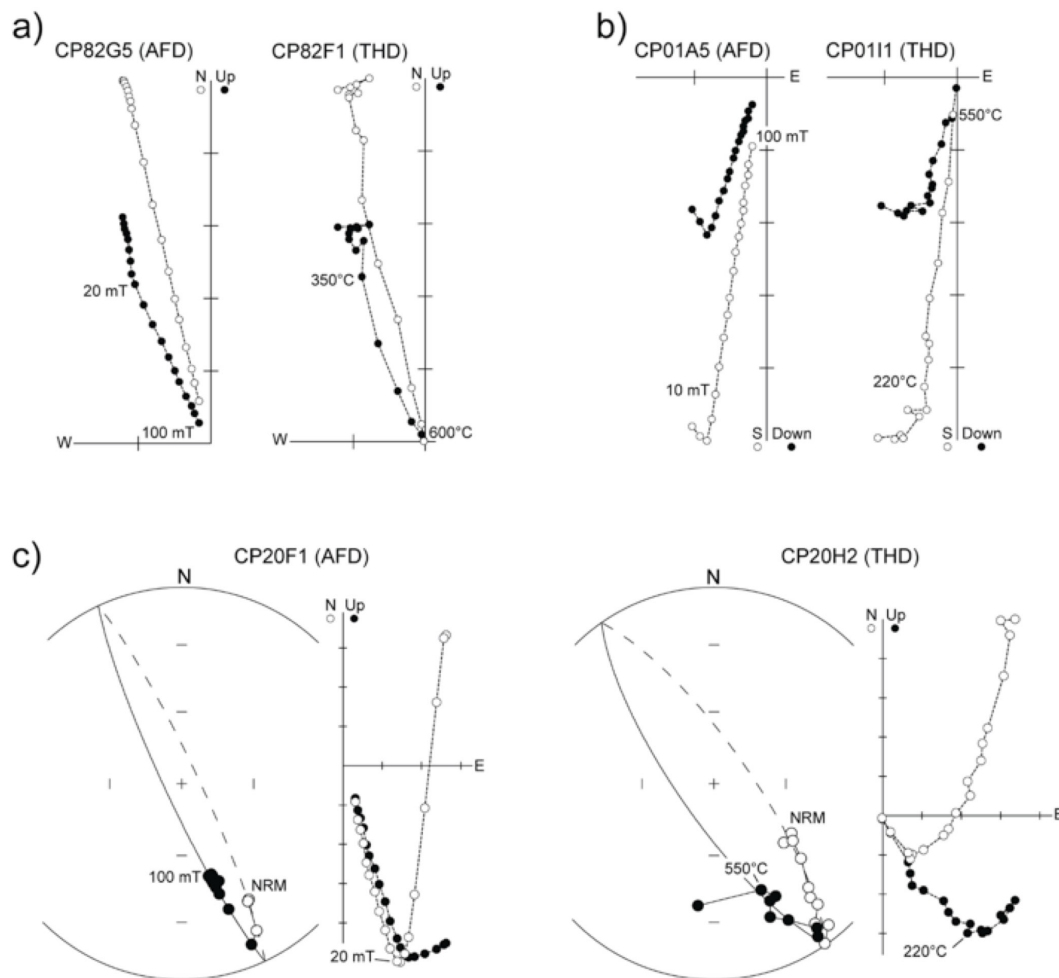 a)
CP82G5 (AFD)
CP82F1 (THD)
N Up
N Up
20 mT
350°C
W
100 mT
W
600°C
b)
CP01A5 (AFD)
CP01I1 (THD)
E
E
100 mT
550°C
10 mT
220°C
S Down
S Down
c)
CP20F1 (AFD)
CP20H2 (THD)
N
N
N Up
N Up
E
E
NRM
100 mT
NRM
550°C
20 mT
220°C